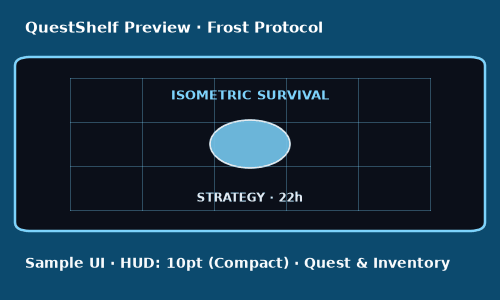 QuestShelf Preview · Frost Protocol
ISOMETRIC SURVIVAL
STRATEGY · 22h
Sample UI · HUD: 10pt (Compact) · Quest & Inventory